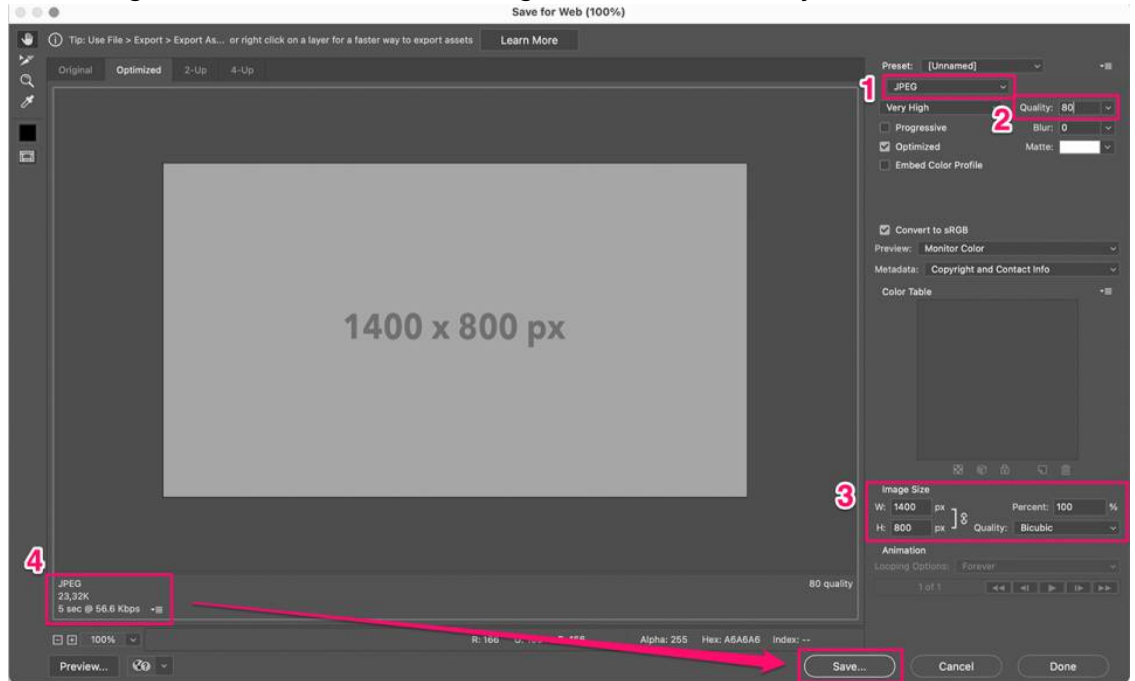 Save for Web (100%)
Tip: Use File > Export > Export As... or right click on a layer for a faster way to export assets
Learn More
Original Optimized 2-Up 4-Up
1400 x 800 px
Preset: [Unnamed]
1
JPEG
Very High
2
Quality: 80
Progressive
Blur: 0
Optimized
Matte:
Embed Color Profile
Convert to sRGB
Preview: Monitor Color
Metadata: Copyright and Contact Info
Color Table
3
Image Size
W: 1400 px
Percent: 100 %
H: 800 px
Quality: Bicubic
Animation
Looping Options: Forever
1 of 1
4
JPEG
23,32K
5 sec @ 56.6 Kbps
80 quality
100%
R: 166
Alpha: 255 Hex: A6A6A6 Index: --
Preview...
Save...
Cancel
Done